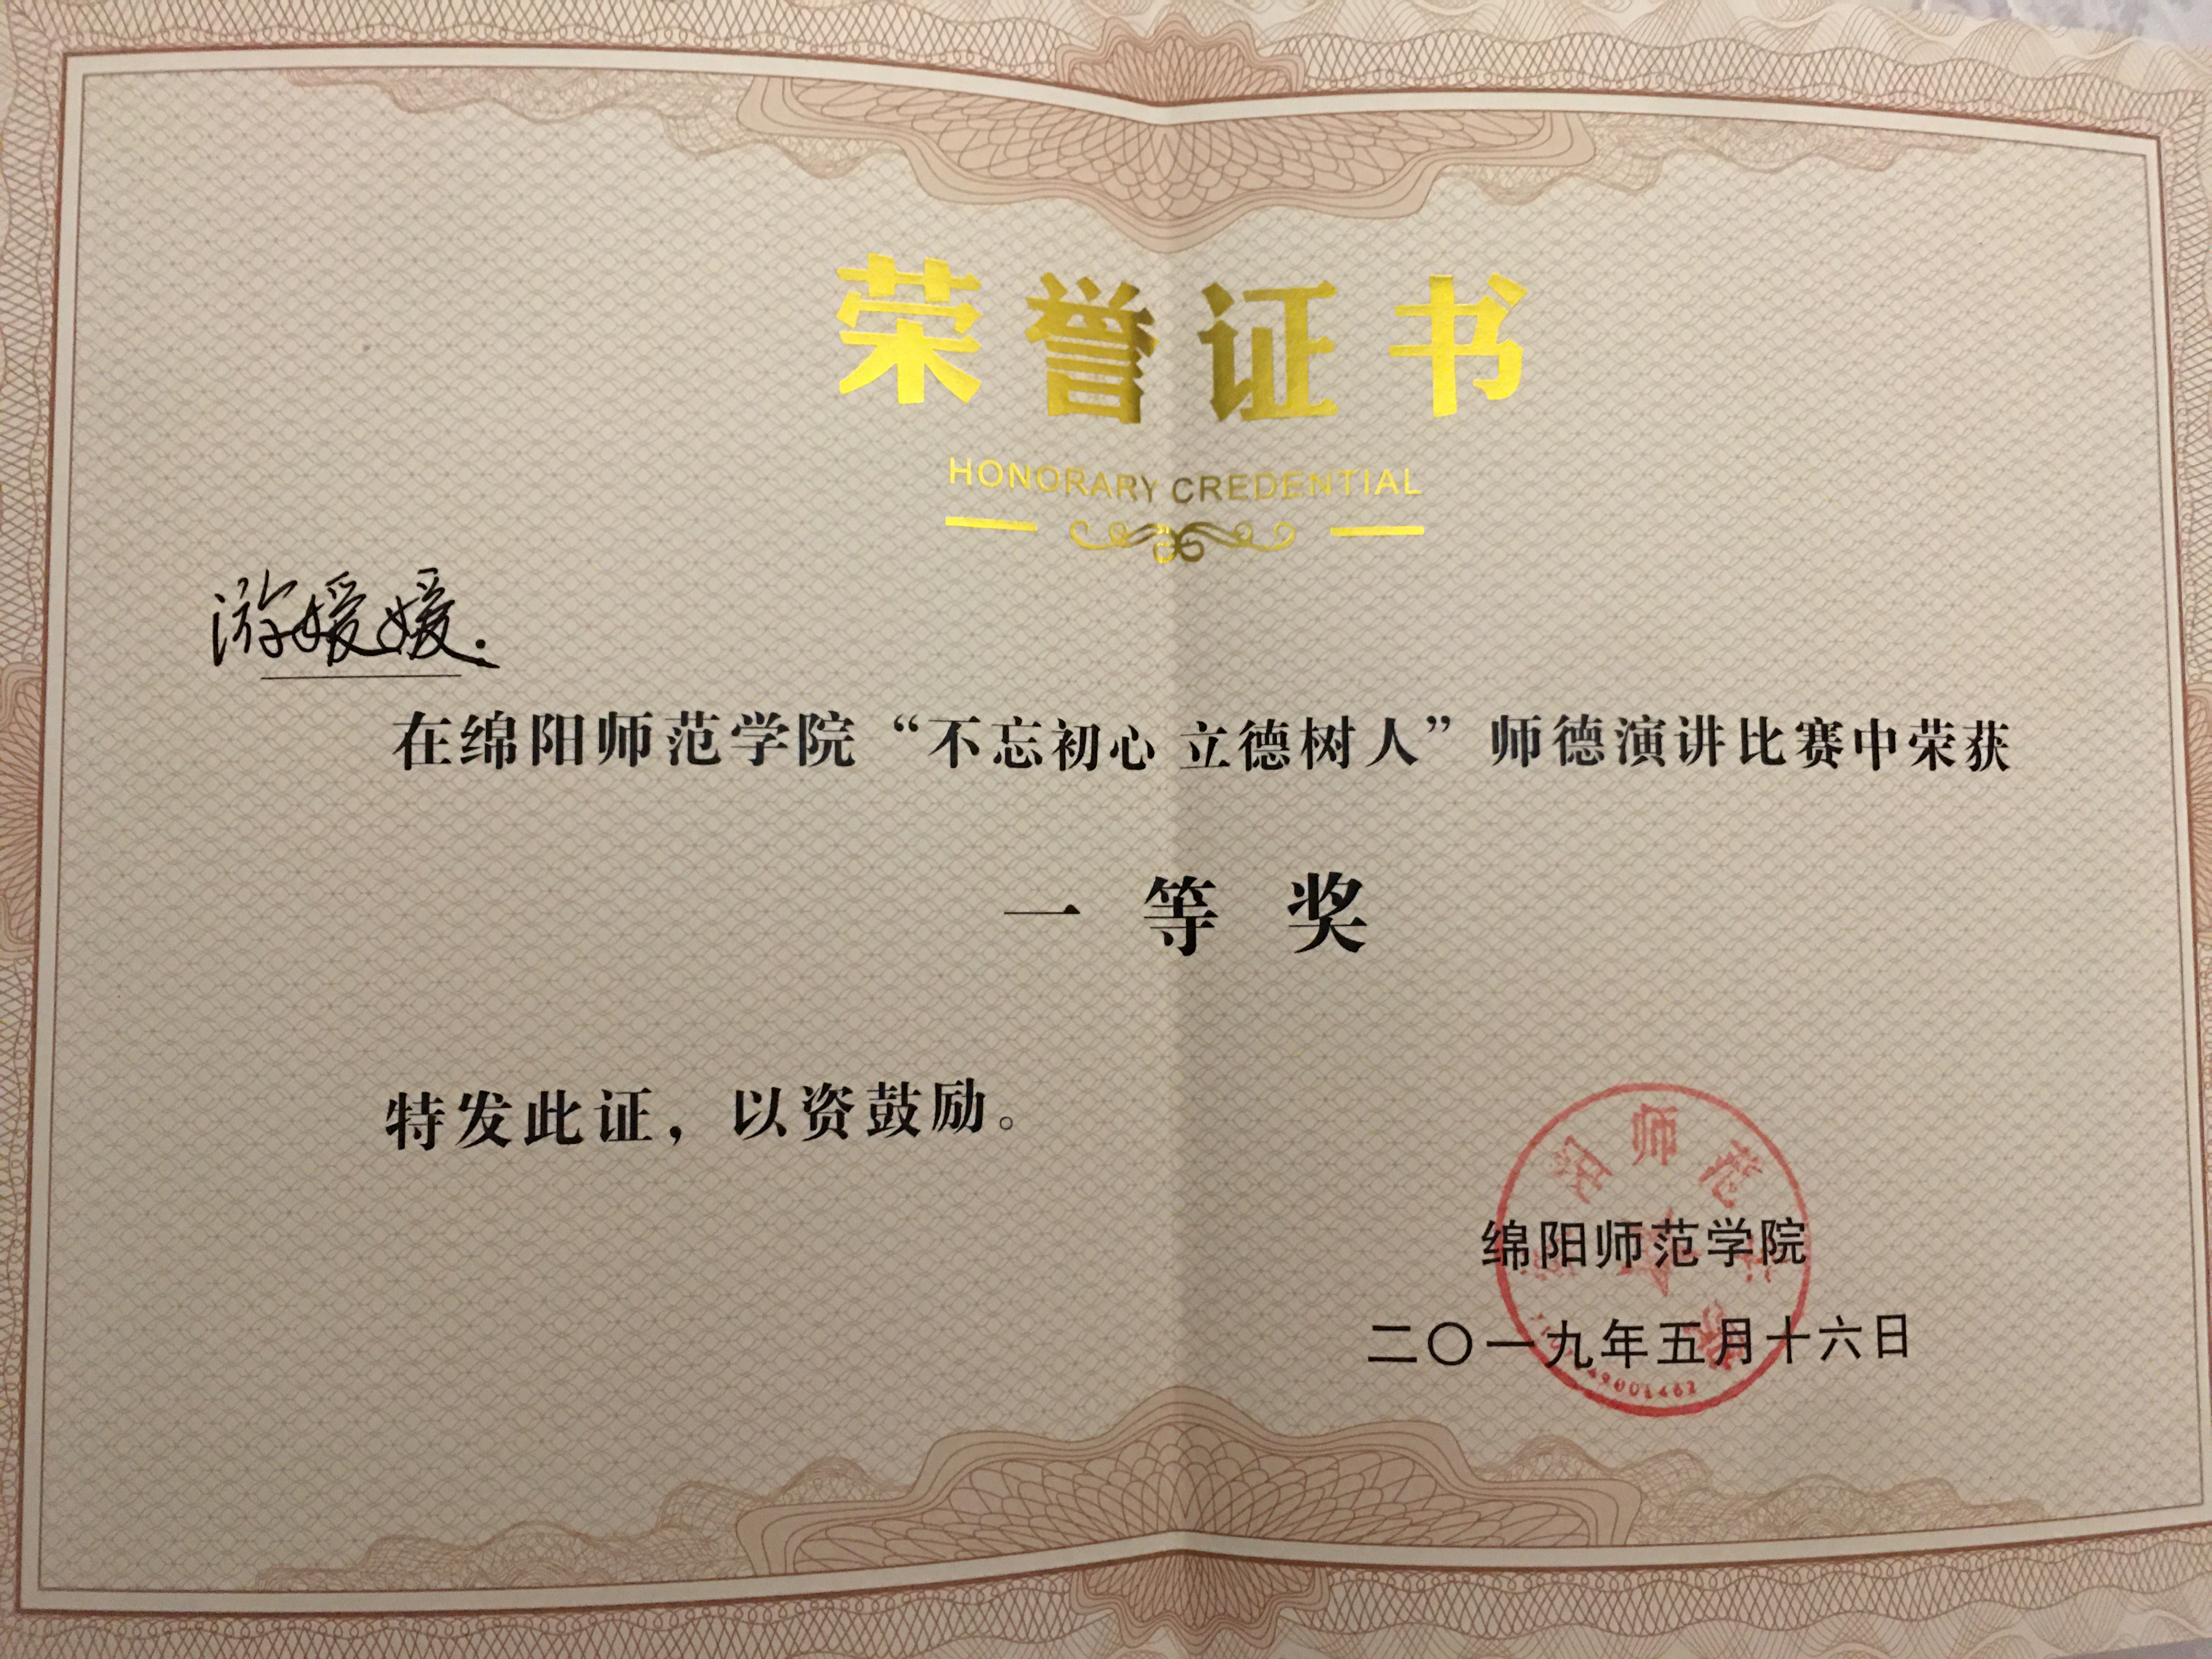 荣誉证书
HONORARY CREDENTIAL
游媛媛.
在绵阳师范学院“不忘初心 立德树人”师德演讲比赛中荣获
一等奖
特发此证，以资鼓励。
师范
绵阳师范学院
二〇一九年五月十六日